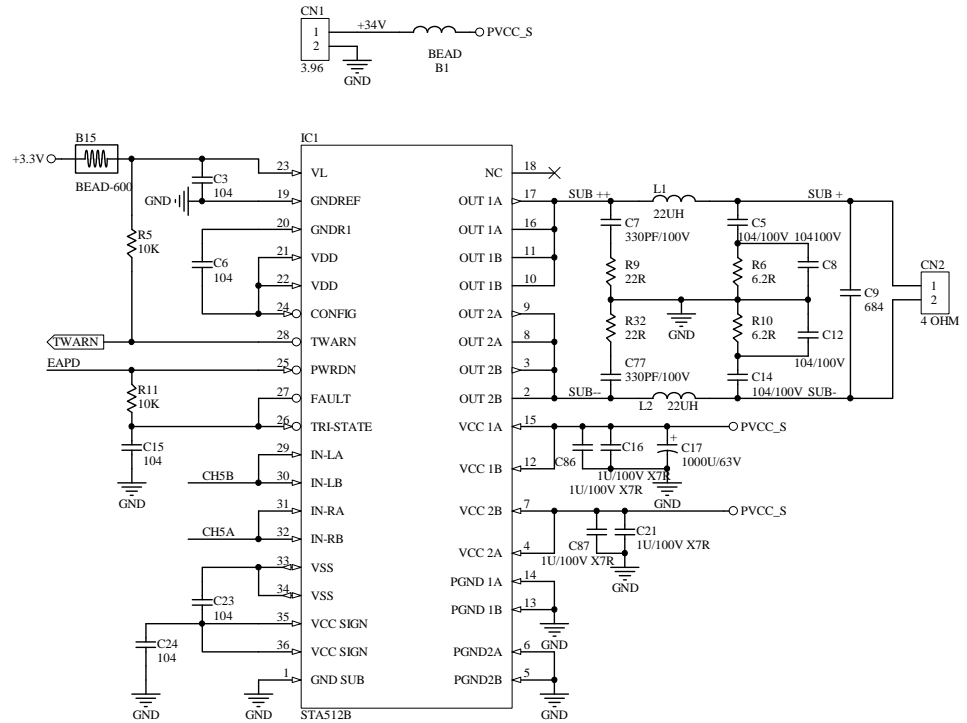 CN1
1
2
3.96
+34V
PVCC_S
BEAD
B1
GND
IC1
STA512B
B15
+3.3V
BEAD-600
C3
104
GND
R5
10K
C6
104
TWARN
EAPD
R11
10K
C15
104
GND
CH5B
CH5A
C23
104
C24
104
GND
GND
23 VL
19 GNDREF
20 GNDR1
21 VDD
22 VDD
24 CONFIG
28 TWARN
25 PWRDN
27 FAULT
26 TRI-STATE
29 IN-LA
30 IN-LB
31 IN-RA
32 IN-RB
33 VSS
34 VSS
35 VCC SIGN
36 VCC SIGN
1 GND SUB
NC 18
OUT 1A 17
OUT 1A 16
OUT 1B 11
OUT 1B 10
OUT 2A 9
OUT 2A 8
OUT 2B 3
OUT 2B 2
VCC 1A 15
VCC 1B 12
VCC 2B 7
VCC 2A 4
PGND 1A 14
PGND 1B 13
PGND2A 6
PGND2B 5
SUB ++
L1
22UH
SUB +
C7
330PF/100V
C5
104/100V
104100V
R9
22R
R6
6.2R
C8
GND
C9
684
CN2
1
2
4 OHM
R32
22R
R10
6.2R
C12
104/100V
C77
330PF/100V
C14
104/100V
SUB--
L2
22UH
SUB-
PVCC_S
C86
C16
1U/100V X7R
1U/100V X7R
C17
+
1000U/63V
GND
PVCC_S
C87
C21
1U/100V X7R
1U/100V X7R
GND
GND
GND